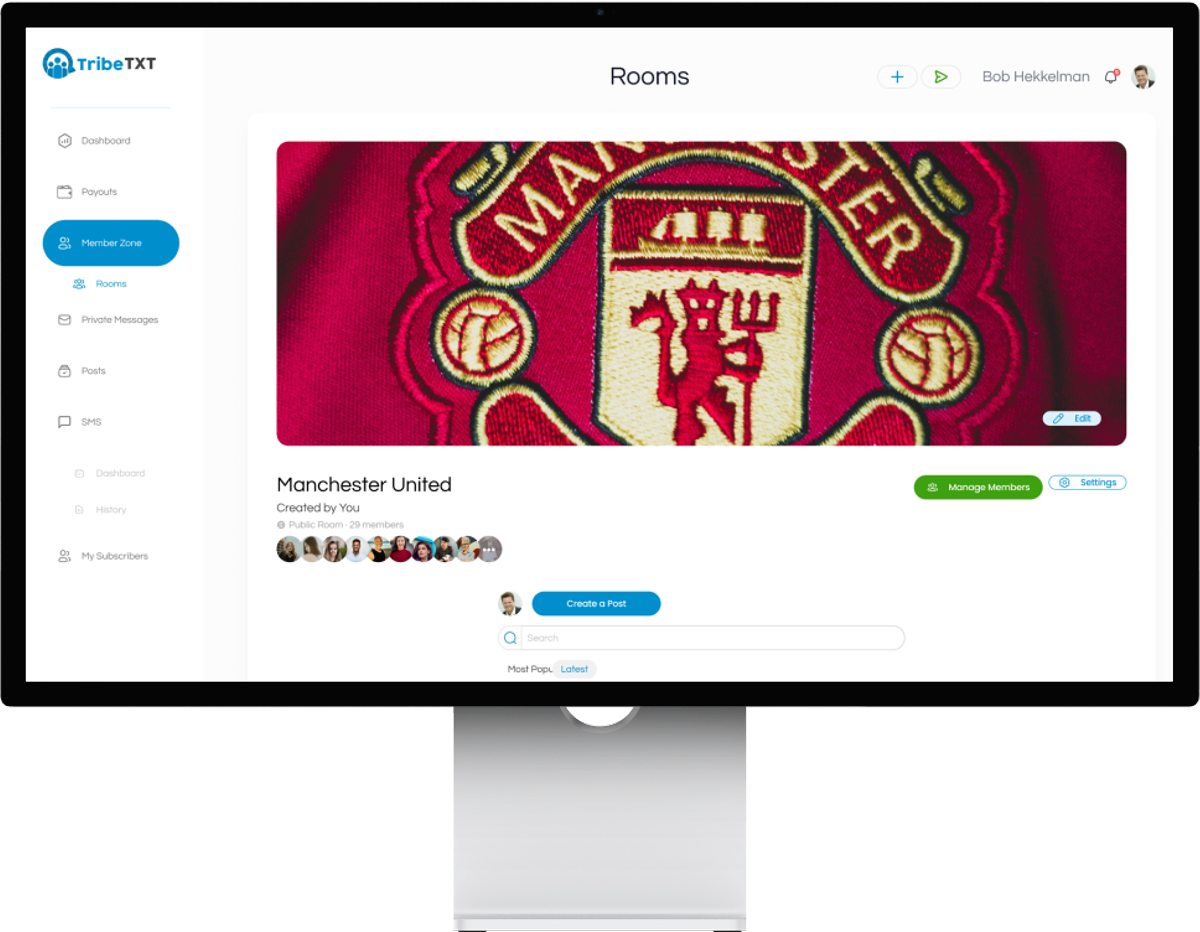 TribeTXT
Rooms
Bob Hekkelman
Dashboard
Payouts
Member Zone
Rooms
Private Messages
Posts
SMS
Dashboard
History
My Subscribers
MANCHESTER
Edit
Manchester United
Created by You
Public Room · 29 members
Manage Members
Settings
Create a Post
Search
Most Popu
Latest